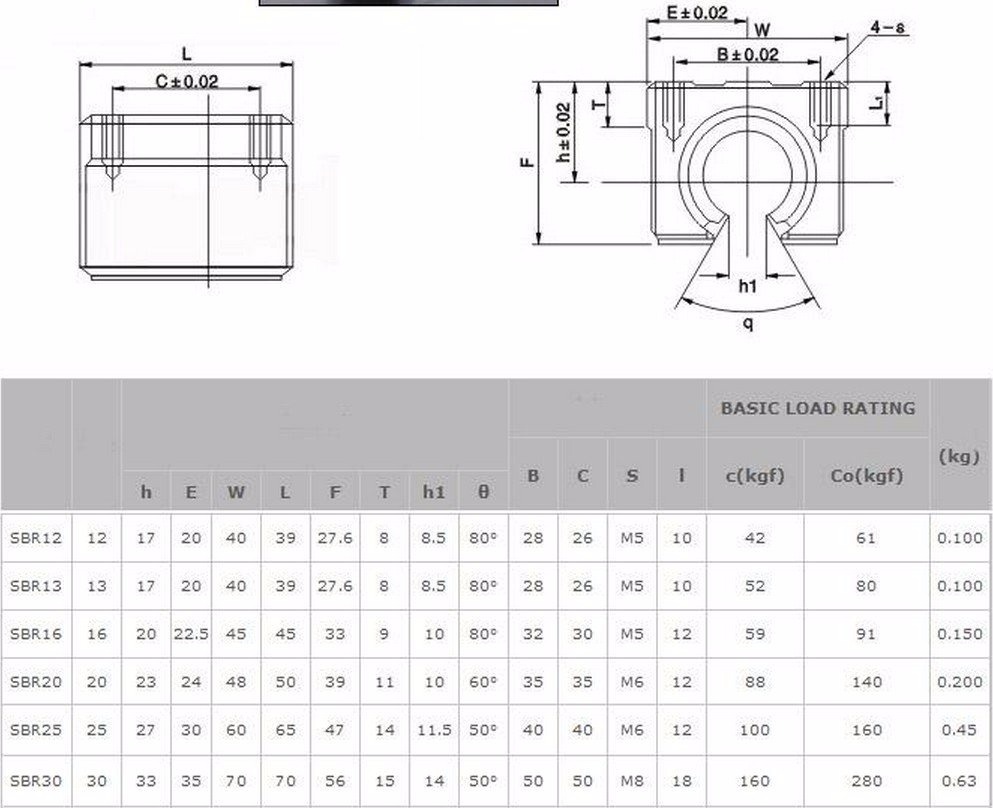 L
C±0.02
E±0.02
W
B±0.02
4-s
T
h±0.02
F
L1
h1
q
BASIC LOAD RATING
(kg)
h E W L F T h1 θ B C S l c(kgf) Co(kgf)
SBR12 12 17 20 40 39 27.6 8 8.5 80° 28 26 M5 10 42 61 0.100
SBR13 13 17 20 40 39 27.6 8 8.5 80° 28 26 M5 10 52 80 0.100
SBR16 16 20 22.5 45 45 33 9 10 80° 32 30 M5 12 59 91 0.150
SBR20 20 23 24 48 50 39 11 10 60° 35 35 M6 12 88 140 0.200
SBR25 25 27 30 60 65 47 14 11.5 50° 40 40 M6 12 100 160 0.45
SBR30 30 33 35 70 70 56 15 14 50° 50 50 M8 18 160 280 0.63